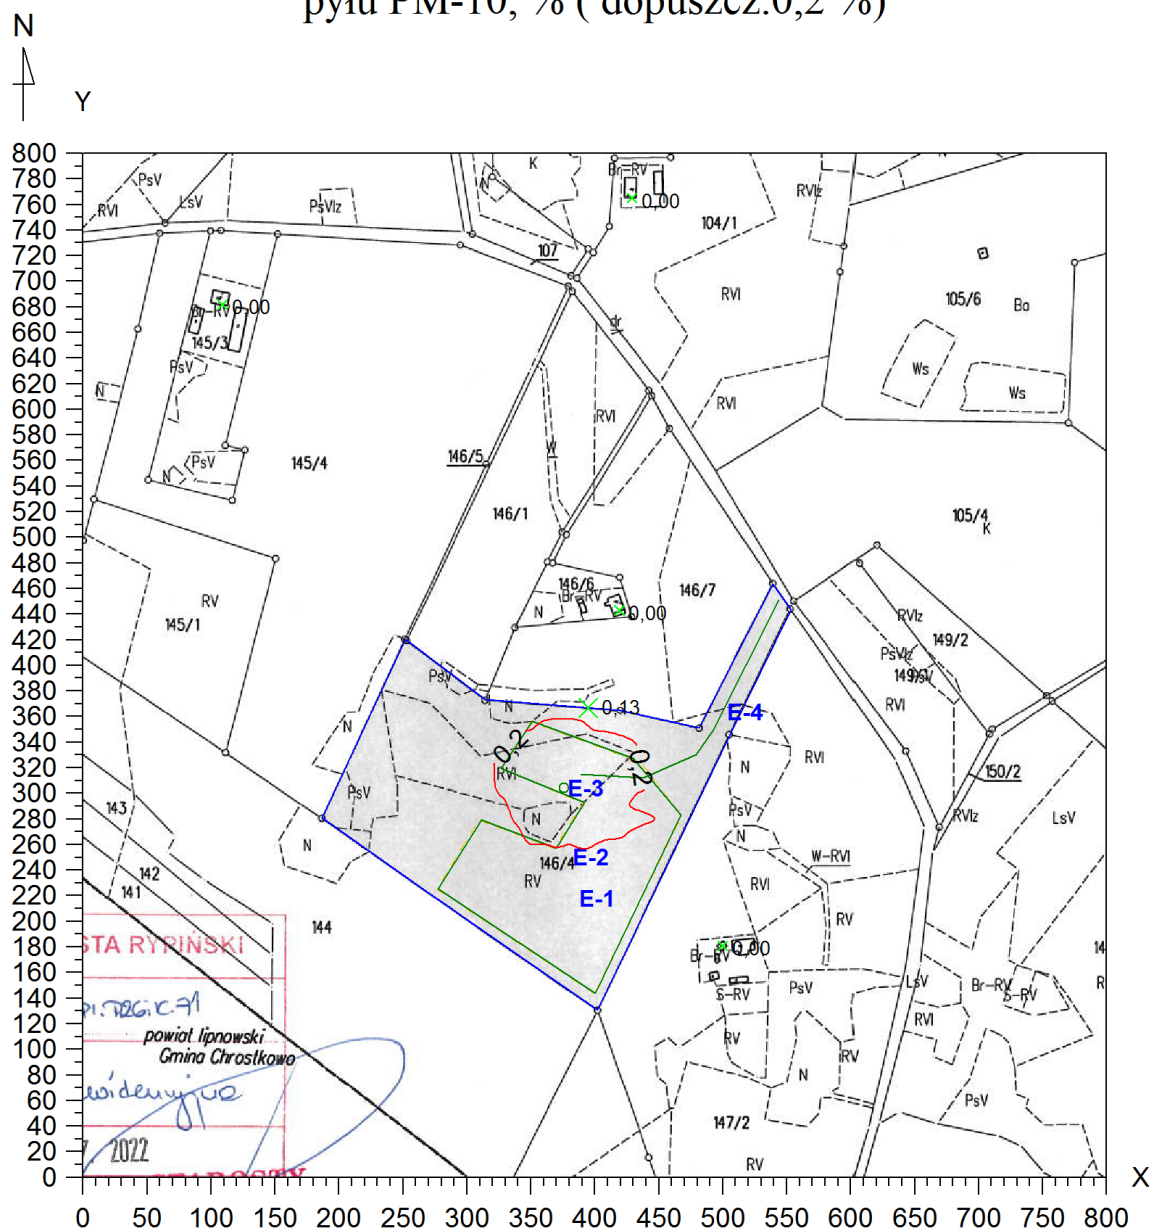 pyłu PM-10, % ( dopuszcz.0,2 %)
N
Y
800
780
760
740
720
700
680
660
640
620
600
580
560
540
520
500
480
460
440
420
400
380
360
340
320
300
280
260
240
220
200
180
160
140
120
100
80
60
40
20
0
0 50 100 150 200 250 300 350 400 450 500 550 600 650 700 750 800
X
PsV
LsV
RVI
PsVIz
K
N
Br-RV
0,00
104/1
RVIz
107
RVI
105/6
Ba
0,00
Br-RV
145/3
dr
PsV
Ws
Ws
N
RVI
RVI
W
146/5
PsV
N
145/4
146/1
105/4
K
146/6
Br-RV
N
0,00
146/7
RV
145/1
RVIz
149/2
PsVIz
RVI
PsV
N
0,13
E-4
N
0,2
0,2
RVI
E-3
N
RVI
150/2
PsV
PsV
N
RVIz
LsV
143
N
E-2
146/4
RV
E-1
W-RVI
RVI
RV
142
141
144
STA RYPIŃSKI
0,00
Br-RV
S-RV
PsV
LsV
Br-RV
S-RV
RVI
14
R
powiat lipnowski
Gmina Chrostkowo
RV
RV
N
PsV
147/2
RV
2022
STAROSTY